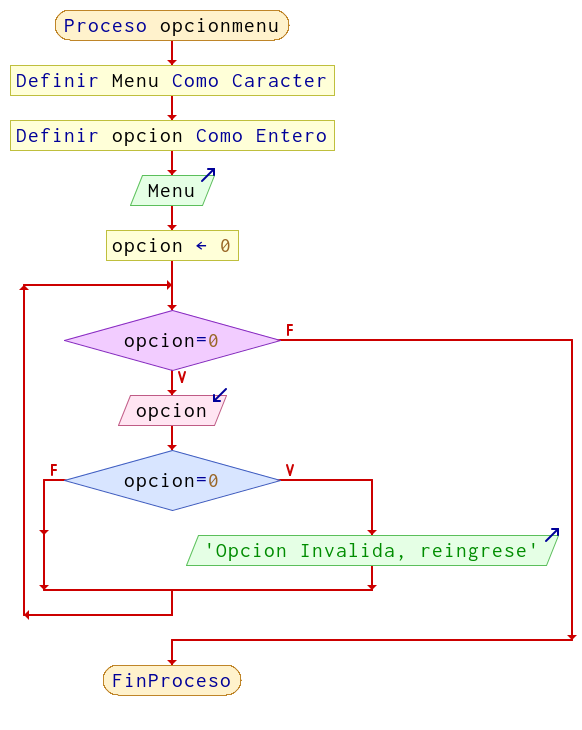 Proceso opcionmenu
Definir Menu Como Caracter
Definir opcion Como Entero
Menu
opcion ← 0
opcion=0
F
V
opcion
F
opcion=0
V
'Opcion Invalida, reingrese'
FinProceso